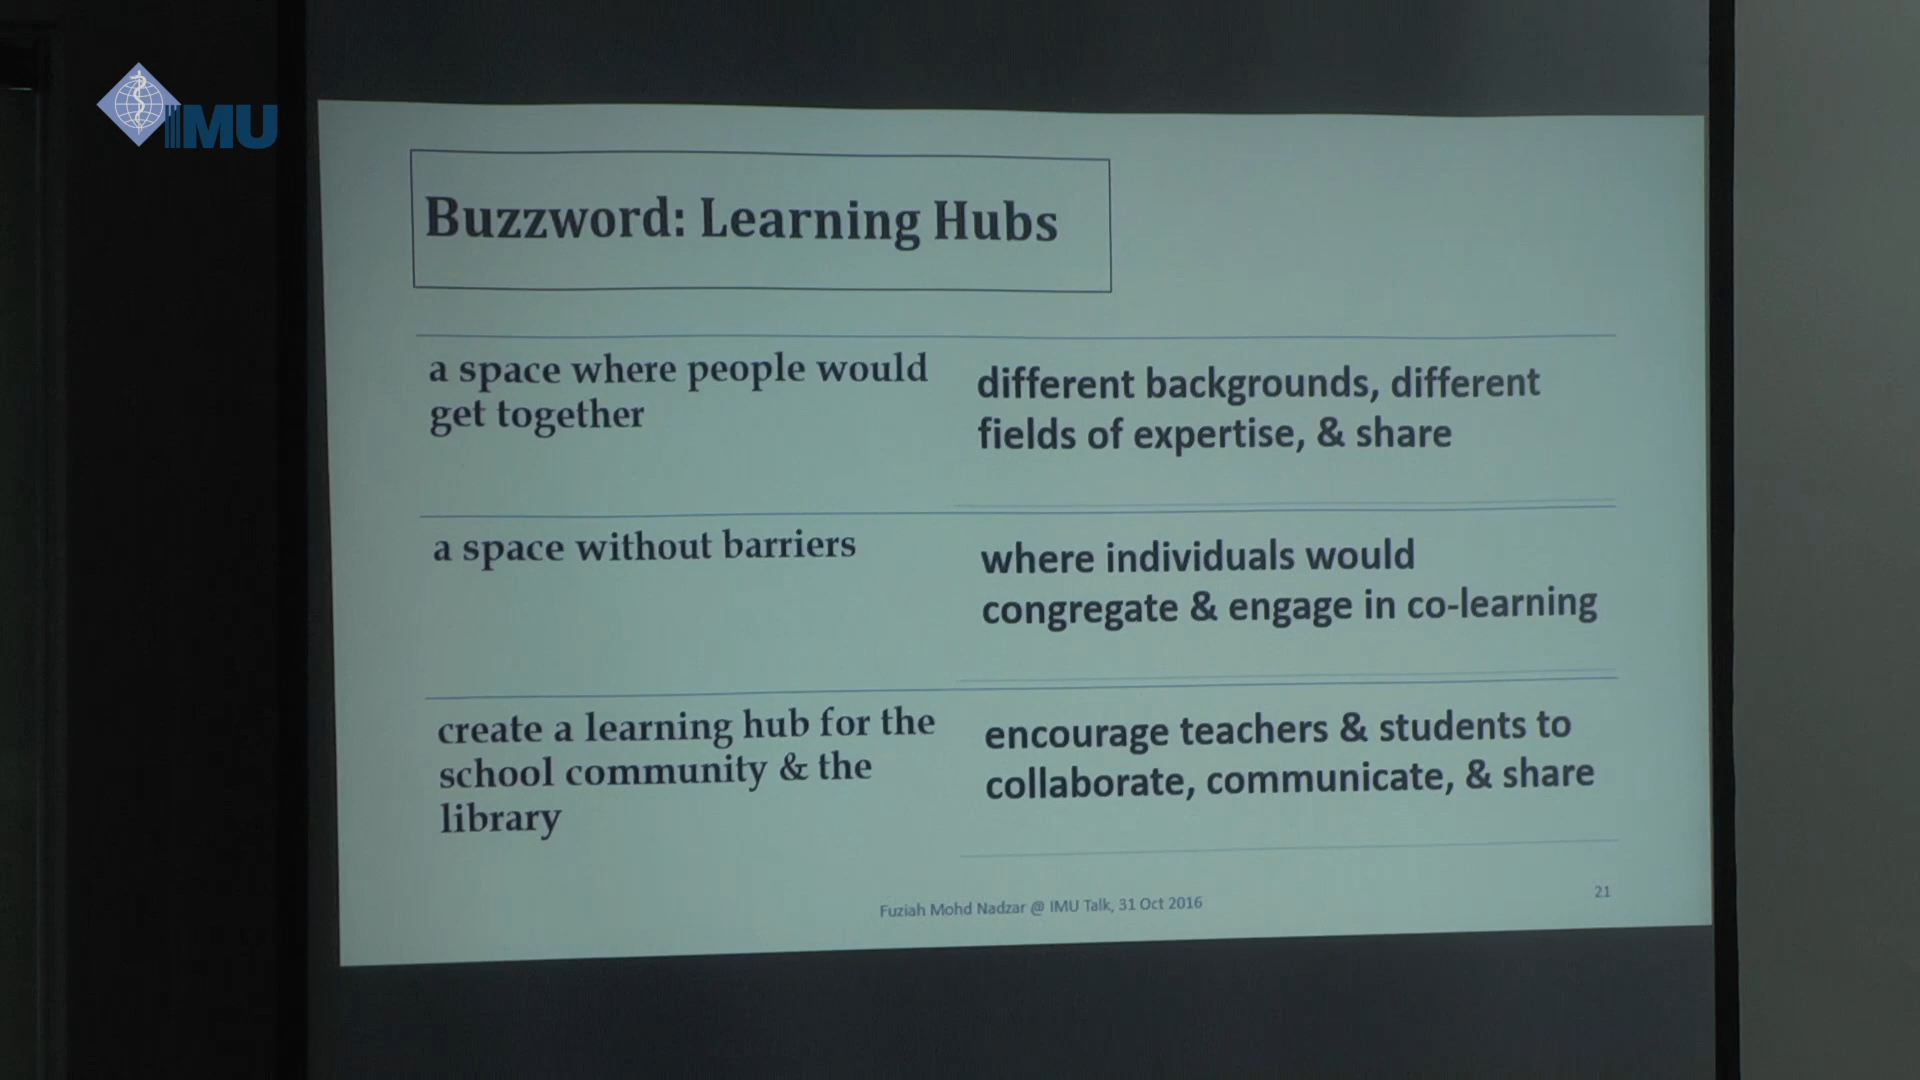 IMU
Buzzword: Learning Hubs
a space where people would
get together
different backgrounds, different
fields of expertise, & share
a space without barriers
where individuals would
congregate & engage in co-learning
create a learning hub for the
school community & the
library
encourage teachers & students to
collaborate, communicate, & share
Fuziah Mohd Nadzar @ IMU Talk, 31 Oct 2016
21